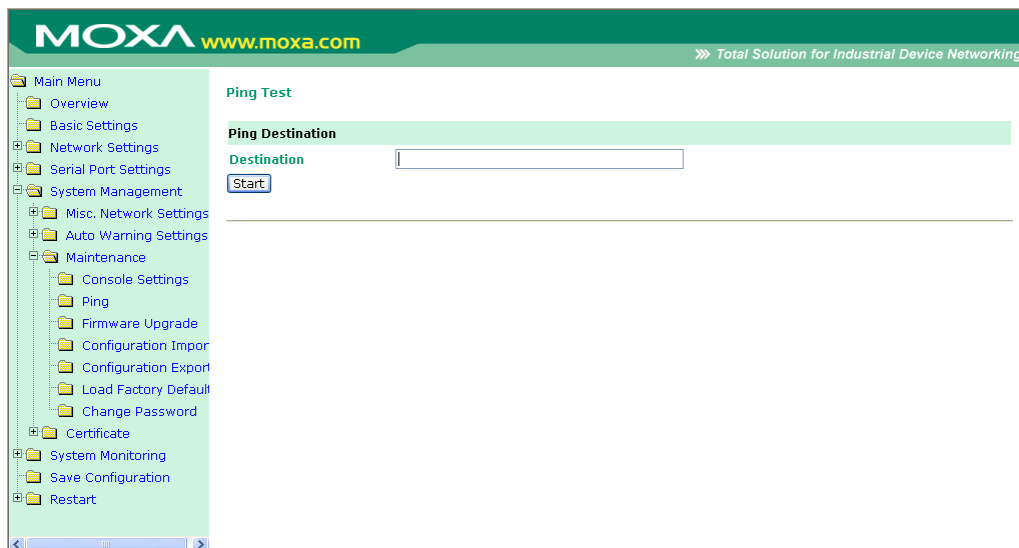 MOXA www.moxa.com
Total Solution for Industrial Device Networking
Main Menu
Overview
Basic Settings
Network Settings
Serial Port Settings
System Management
Misc. Network Settings
Auto Warning Settings
Maintenance
Console Settings
Ping
Firmware Upgrade
Configuration Impor
Configuration Export
Load Factory Default
Change Password
Certificate
System Monitoring
Save Configuration
Restart
Ping Test
Ping Destination
Destination
Start